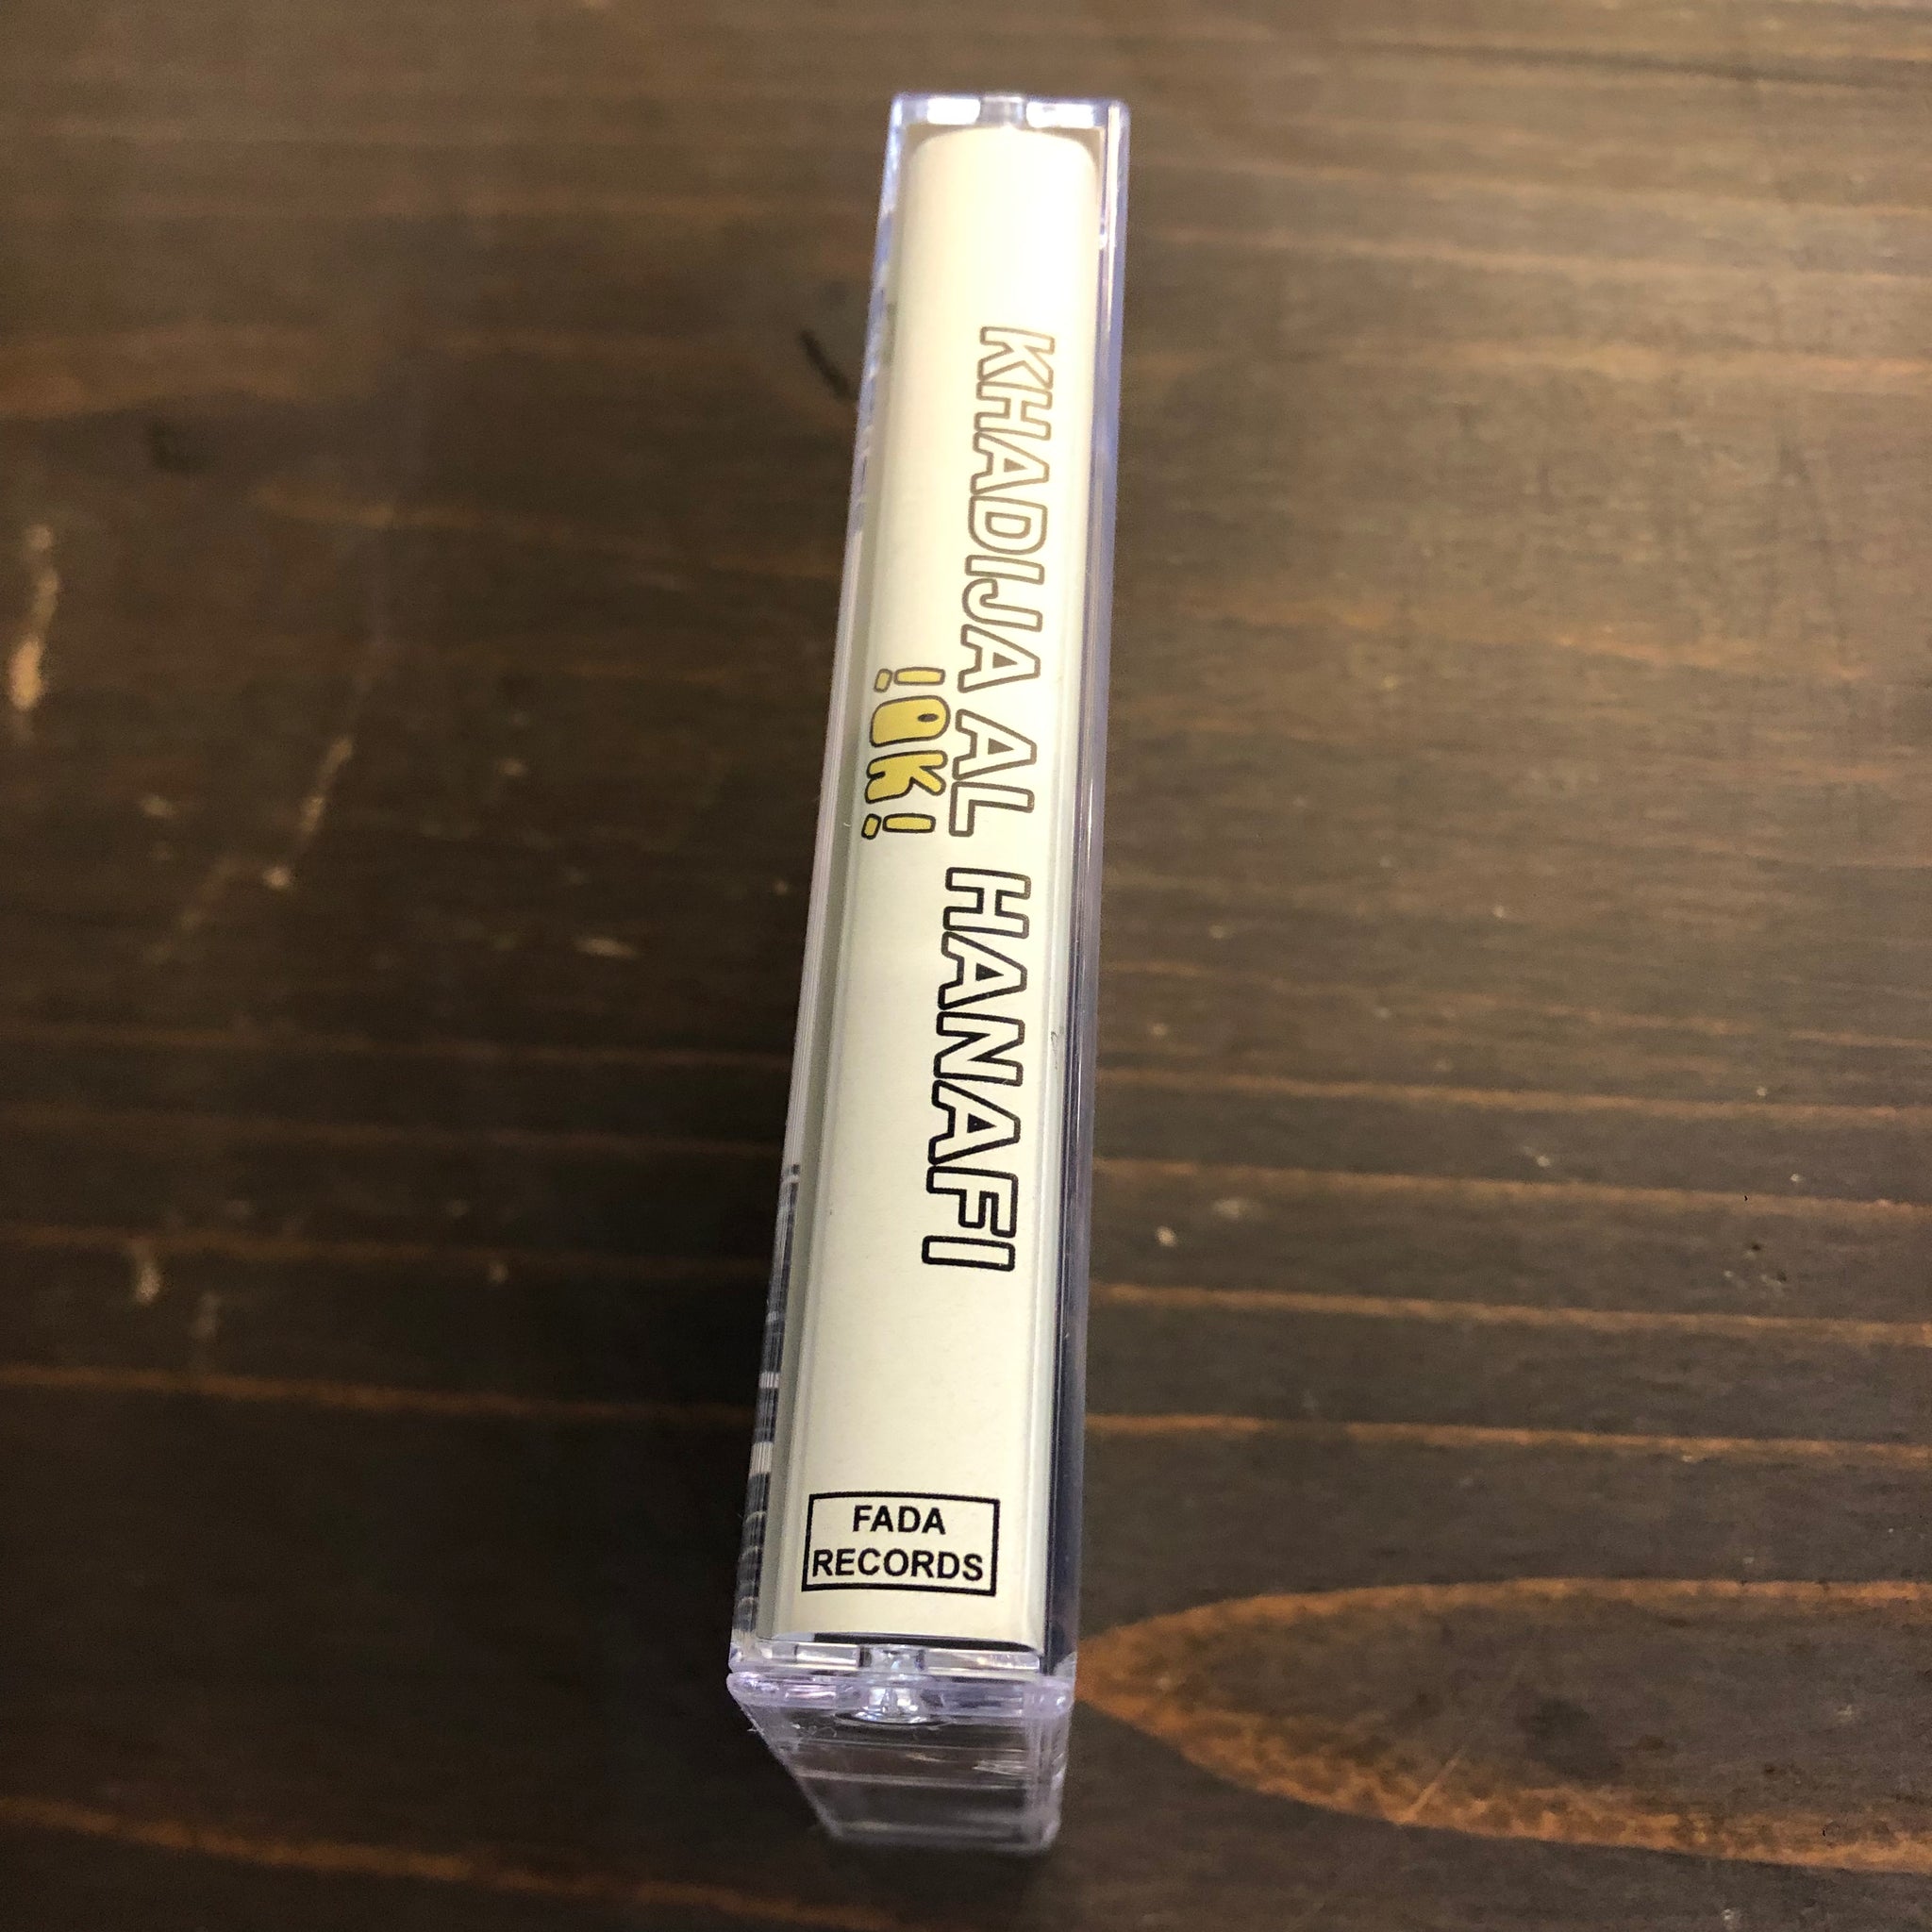 KHADIJA AL HANAFI
!OK!
FADA
RECORDS